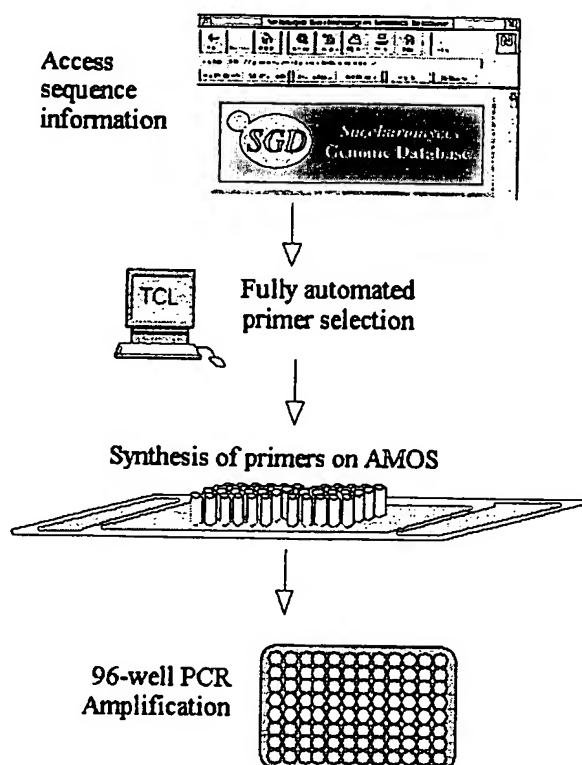 Access
sequence
information
SGD
Saccharomyces
Genomic Database
TCL
Fully automated
primer selection
Synthesis of primers on AMOS
96-well PCR
Amplification